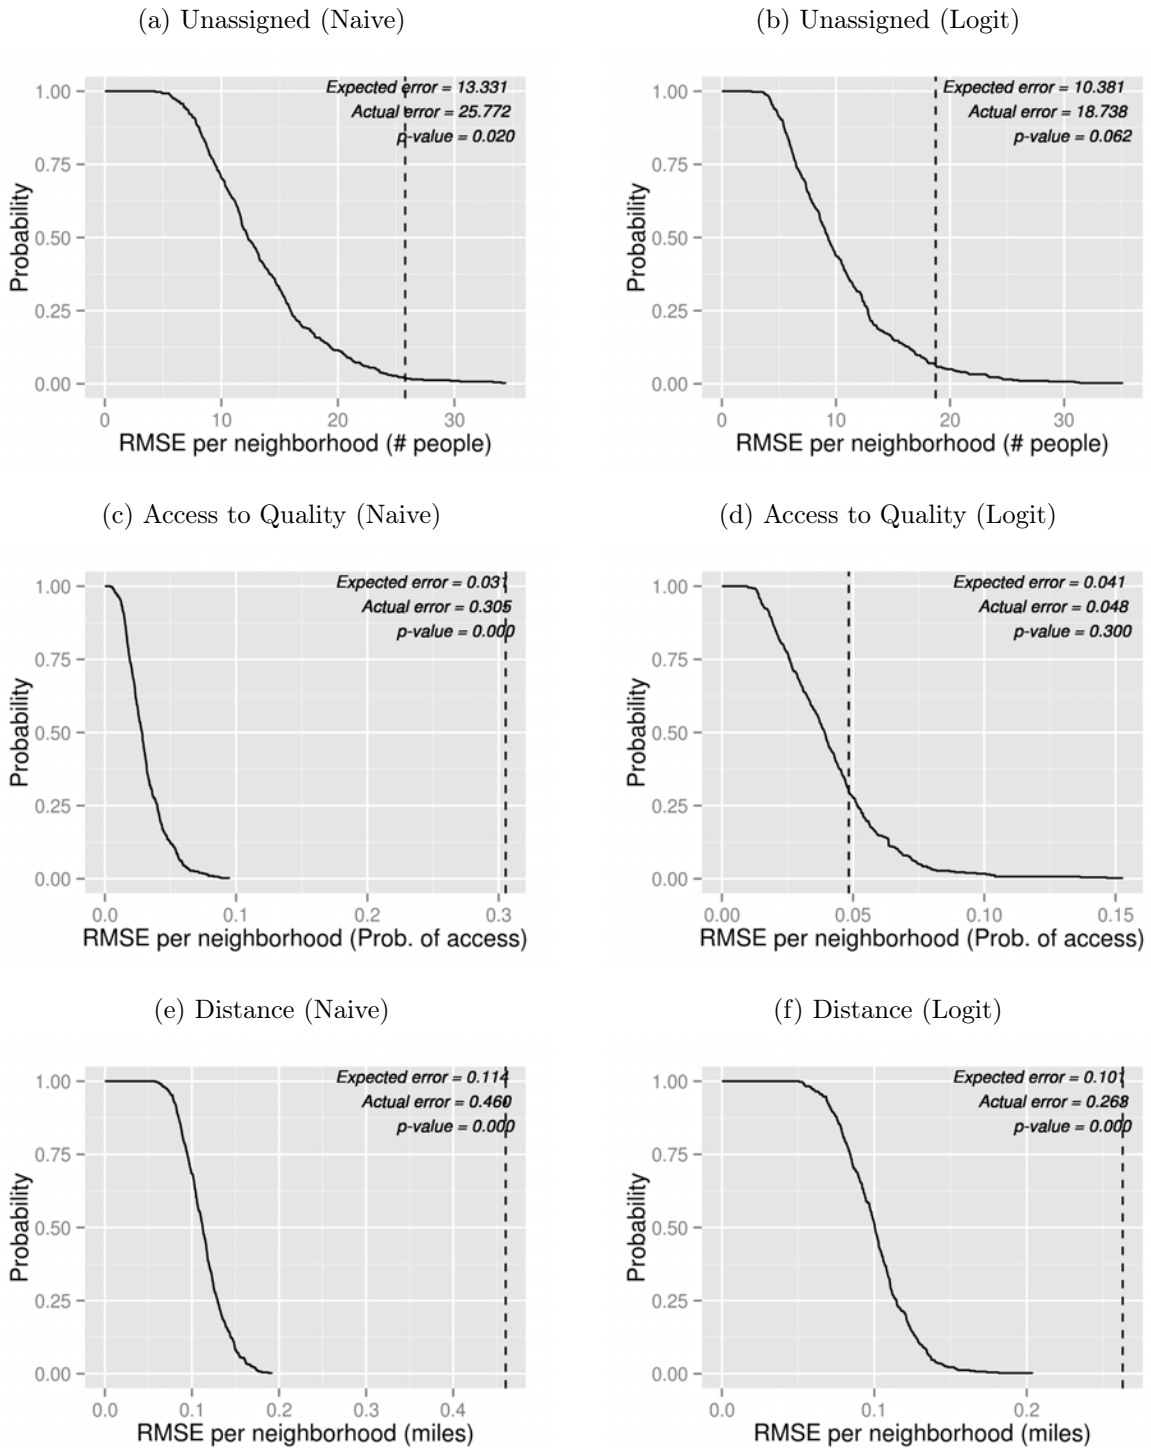 (a) Unassigned (Naive)
Expected error = 13.331
Actual error = 25.772
p-value = 0.020
Probability
1.00
0.75
0.50
0.25
0.00
0 10 20 30
RMSE per neighborhood (# people)
(b) Unassigned (Logit)
Expected error = 10.381
Actual error = 18.738
p-value = 0.062
Probability
1.00
0.75
0.50
0.25
0.00
0 10 20 30
RMSE per neighborhood (# people)
(c) Access to Quality (Naive)
Expected error = 0.031
Actual error = 0.305
p-value = 0.000
Probability
1.00
0.75
0.50
0.25
0.00
0.0 0.1 0.2 0.3
RMSE per neighborhood (Prob. of access)
(d) Access to Quality (Logit)
Expected error = 0.041
Actual error = 0.048
p-value = 0.300
Probability
1.00
0.75
0.50
0.25
0.00
0.00 0.05 0.10 0.15
RMSE per neighborhood (Prob. of access)
(e) Distance (Naive)
Expected error = 0.114
Actual error = 0.460
p-value = 0.000
Probability
1.00
0.75
0.50
0.25
0.00
0.0 0.1 0.2 0.3 0.4
RMSE per neighborhood (miles)
(f) Distance (Logit)
Expected error = 0.101
Actual error = 0.268
p-value = 0.000
Probability
1.00
0.75
0.50
0.25
0.00
0.0 0.1 0.2
RMSE per neighborhood (miles)